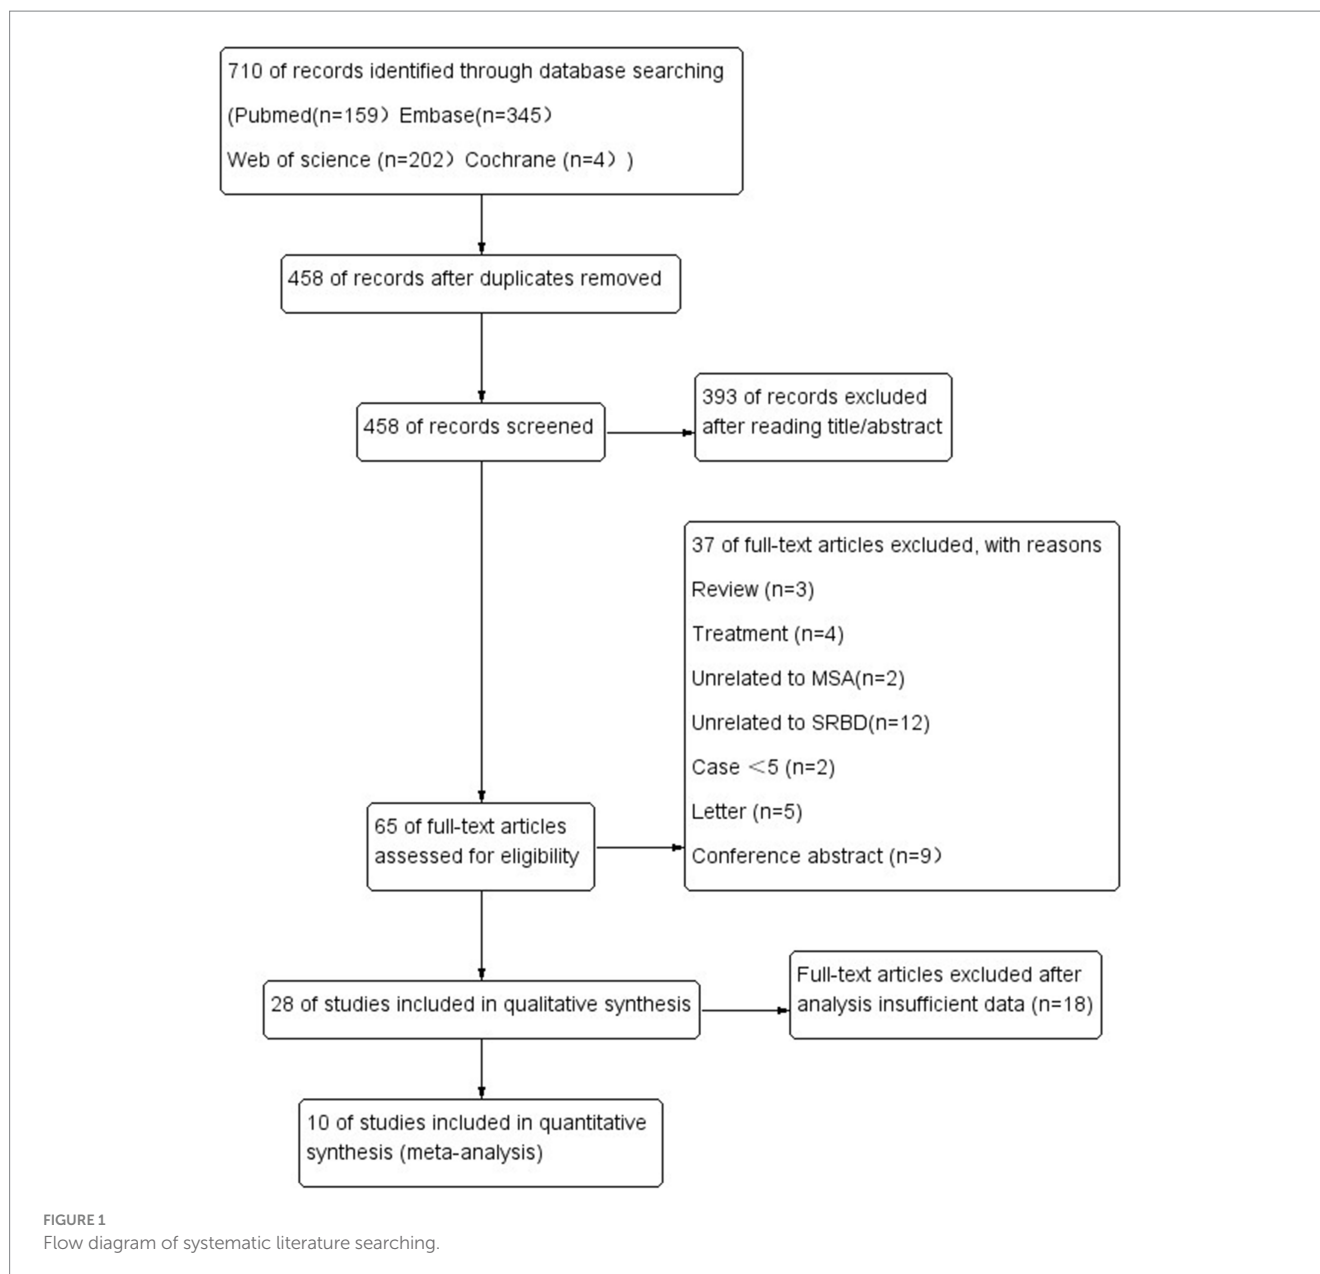 710 of records identified through database searching
(Pubmed(n=159） Embase(n=345）
Web of science (n=202） Cochrane (n=4） )
458 of records after duplicates removed
458 of records screened
393 of records excluded
after reading title/abstract
37 of full-text articles excluded, with reasons
Review (n=3)
Treatment (n=4)
Unrelated to MSA(n=2)
Unrelated to SRBD(n=12)
Case ＜5 (n=2)
Letter (n=5)
Conference abstract (n=9）
65 of full-text articles
assessed for eligibility
28 of studies included in qualitative synthesis
Full-text articles excluded after
analysis insufficient data (n=18)
10 of studies included in quantitative
synthesis (meta-analysis)
FIGURE 1
Flow diagram of systematic literature searching.